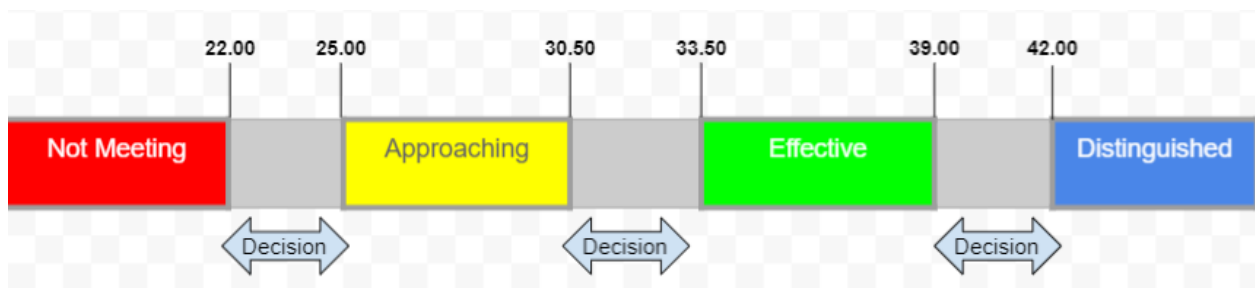 22.00 25.00 30.50 33.50 39.00 42.00
Not Meeting Approaching Effective Distinguished
Decision Decision Decision